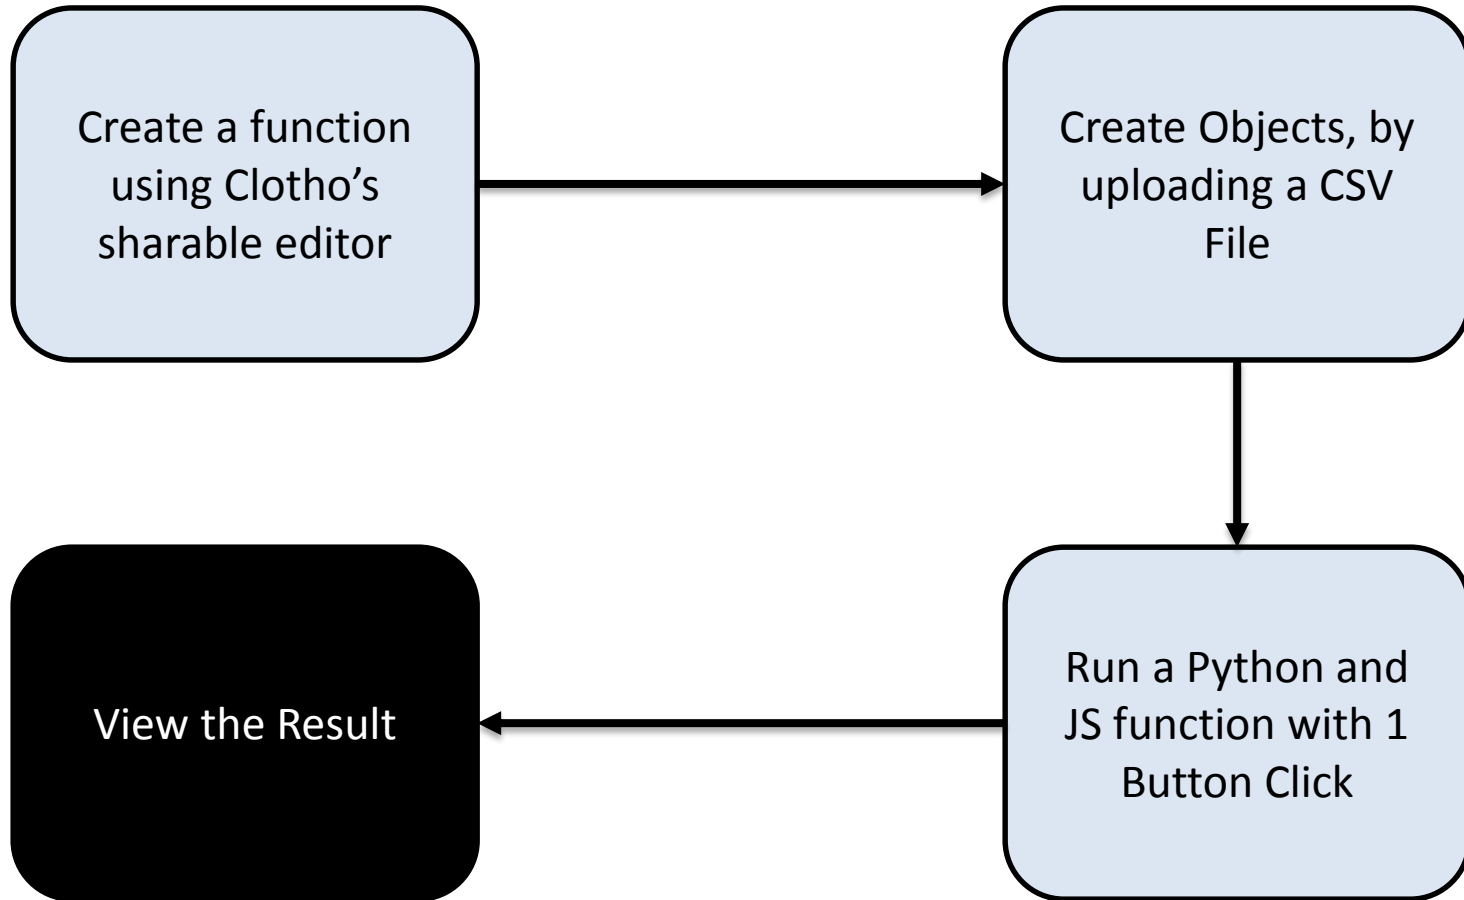 Create a function
using Clotho’s
sharable editor
Create Objects, by
uploading a CSV
File
Run a Python and
JS function with 1
Button Click
View the Result